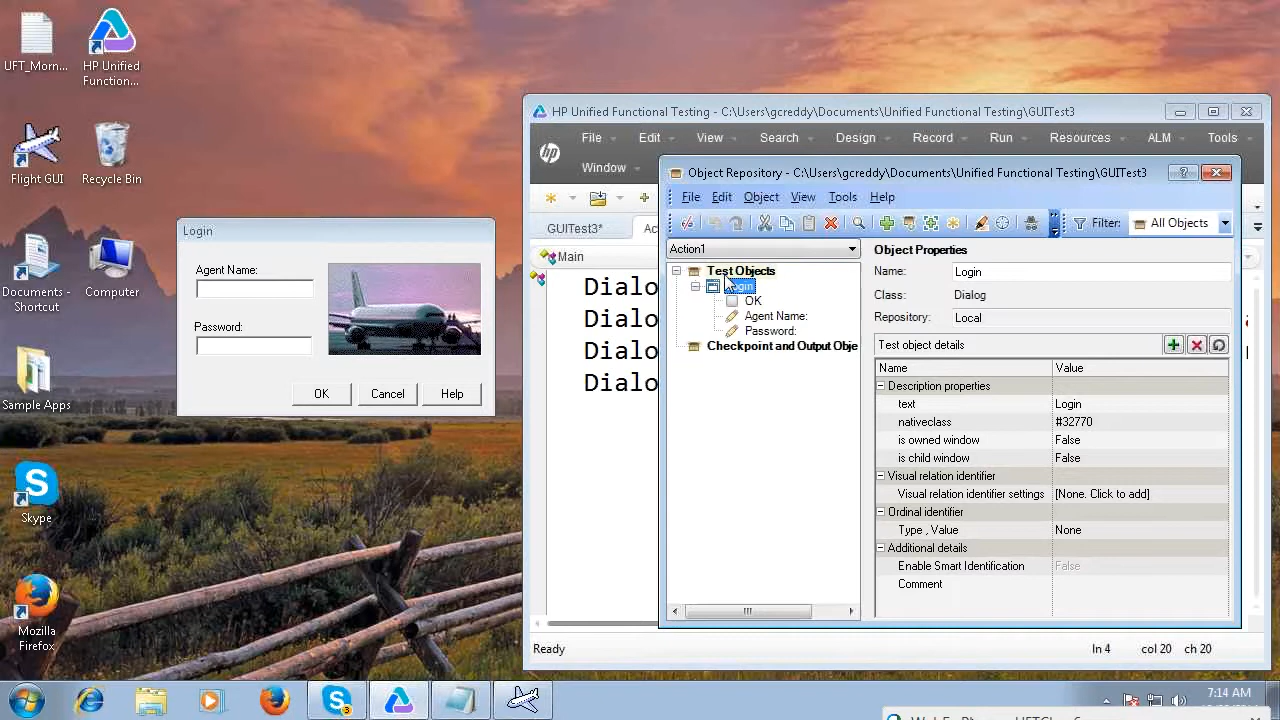 UFT_Morn...
HP Unified
Function...
Flight GUI
Recycle Bin
Documents -
Shortcut
Computer
Sample Apps
Skype
Mozilla
Firefox
Login
Agent Name:
Password:
OK
Cancel
Help
HP Unified Functional Testing - C:\Users\gcreddy\Documents\Unified Functional Testing\GUITest3
File
Edit
View
Search
Design
Record
Run
Resources
ALM
Tools
hp
Window
GUITest3*
Main
Dialo
Dialo
Dialo
Dialo
Ready
ln 4
col 20
ch 20
Object Repository - C:\Users\gcreddy\Documents\Unified Functional Testing\GUITest3
File
Edit
Object
View
Tools
Help
Filter:
All Objects
Action1
Test Objects
Login
OK
Agent Name:
Password:
Checkpoint and Output Obje
Object Properties
Name:
Login
Class:
Dialog
Repository:
Local
Test object details
Name
Value
Description properties
text
Login
nativeclass
#32770
is owned window
False
is child window
False
Visual relation identifier
Visual relation identifier settings
[None. Click to add]
Ordinal identifier
Type , Value
None
Additional details
Enable Smart Identification
False
Comment
3
7:14 AM